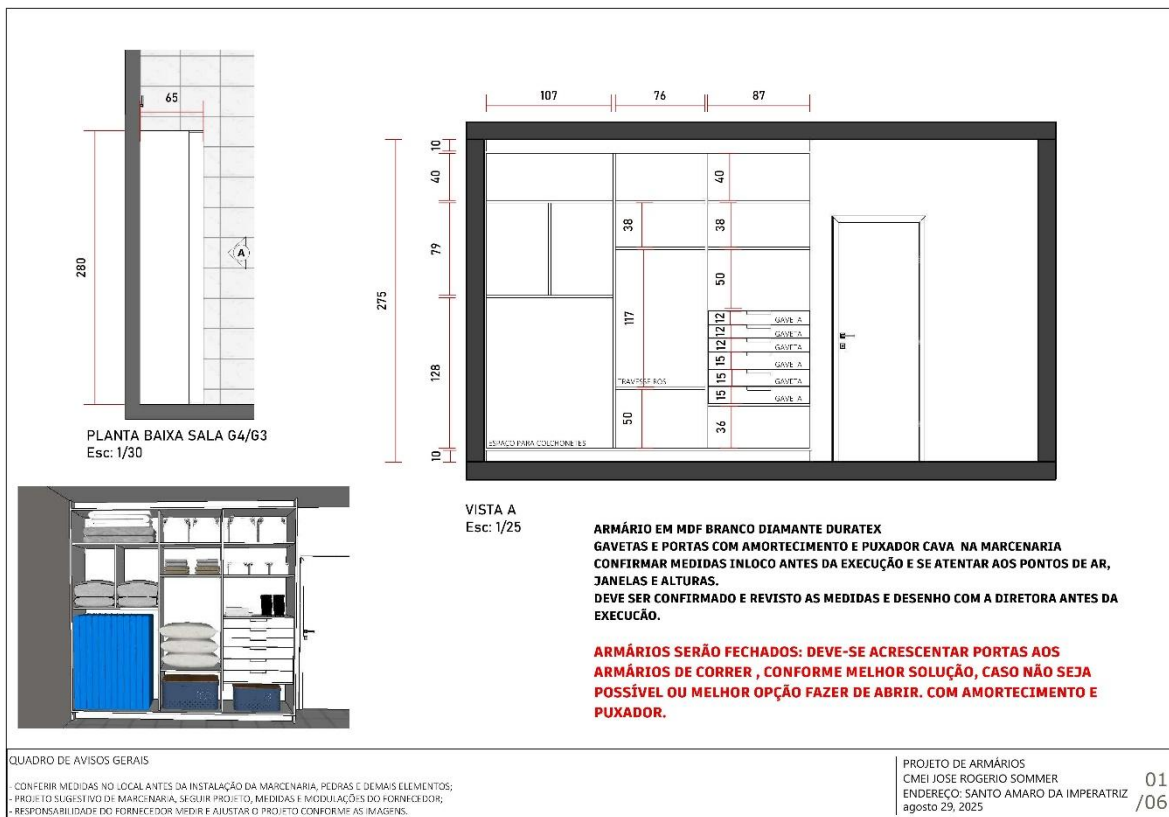 65
280
A
PLANTA BAIXA SALA G4/G3
Esc: 1/30
107
76
87
10
40
79
128
10
275
38
117
50
40
38
50
12
12
12
15
15
15
36
GAVETA
GAVETA
GAVETA
GAVETA
GAVETA
GAVETA
TRAVESSEIROS
ESPAÇO PARA COLCHONETES
VISTA A
Esc: 1/25
ARMÁRIO EM MDF BRANCO DIAMANTE DURATEX
GAVETAS E PORTAS COM AMORTECIMENTO E PUXADOR CAVA NA MARCENARIA
CONFIRMAR MEDIDAS INLOCO ANTES DA EXECUÇÃO E SE ATENTAR AOS PONTOS DE AR,
JANELAS E ALTURAS.
DEVE SER CONFIRMADO E REVISTO AS MEDIDAS E DESENHO COM A DIRETORA ANTES DA
EXECUCÃO.
ARMÁRIOS SERÃO FECHADOS: DEVE-SE ACRESCENTAR PORTAS AOS
ARMÁRIOS DE CORRER , CONFORME MELHOR SOLUÇÃO, CASO NÃO SEJA
POSSÍVEL OU MELHOR OPÇÃO FAZER DE ABRIR. COM AMORTECIMENTO E
PUXADOR.
QUADRO DE AVISOS GERAIS
- CONFERIR MEDIDAS NO LOCAL ANTES DA INSTALAÇÃO DA MARCENARIA, PEDRAS E DEMAIS ELEMENTOS;
- PROJETO SUGESTIVO DE MARCENARIA, SEGUIR PROJETO, MEDIDAS E MODULAÇÕES DO FORNECEDOR;
- RESPONSABILIDADE DO FORNECEDOR MEDIR E AJUSTAR O PROJETO CONFORME AS IMAGENS.
PROJETO DE ARMÁRIOS
CMEI JOSE ROGERIO SOMMER
ENDEREÇO: SANTO AMARO DA IMPERATRIZ
agosto 29, 2025
01
/06